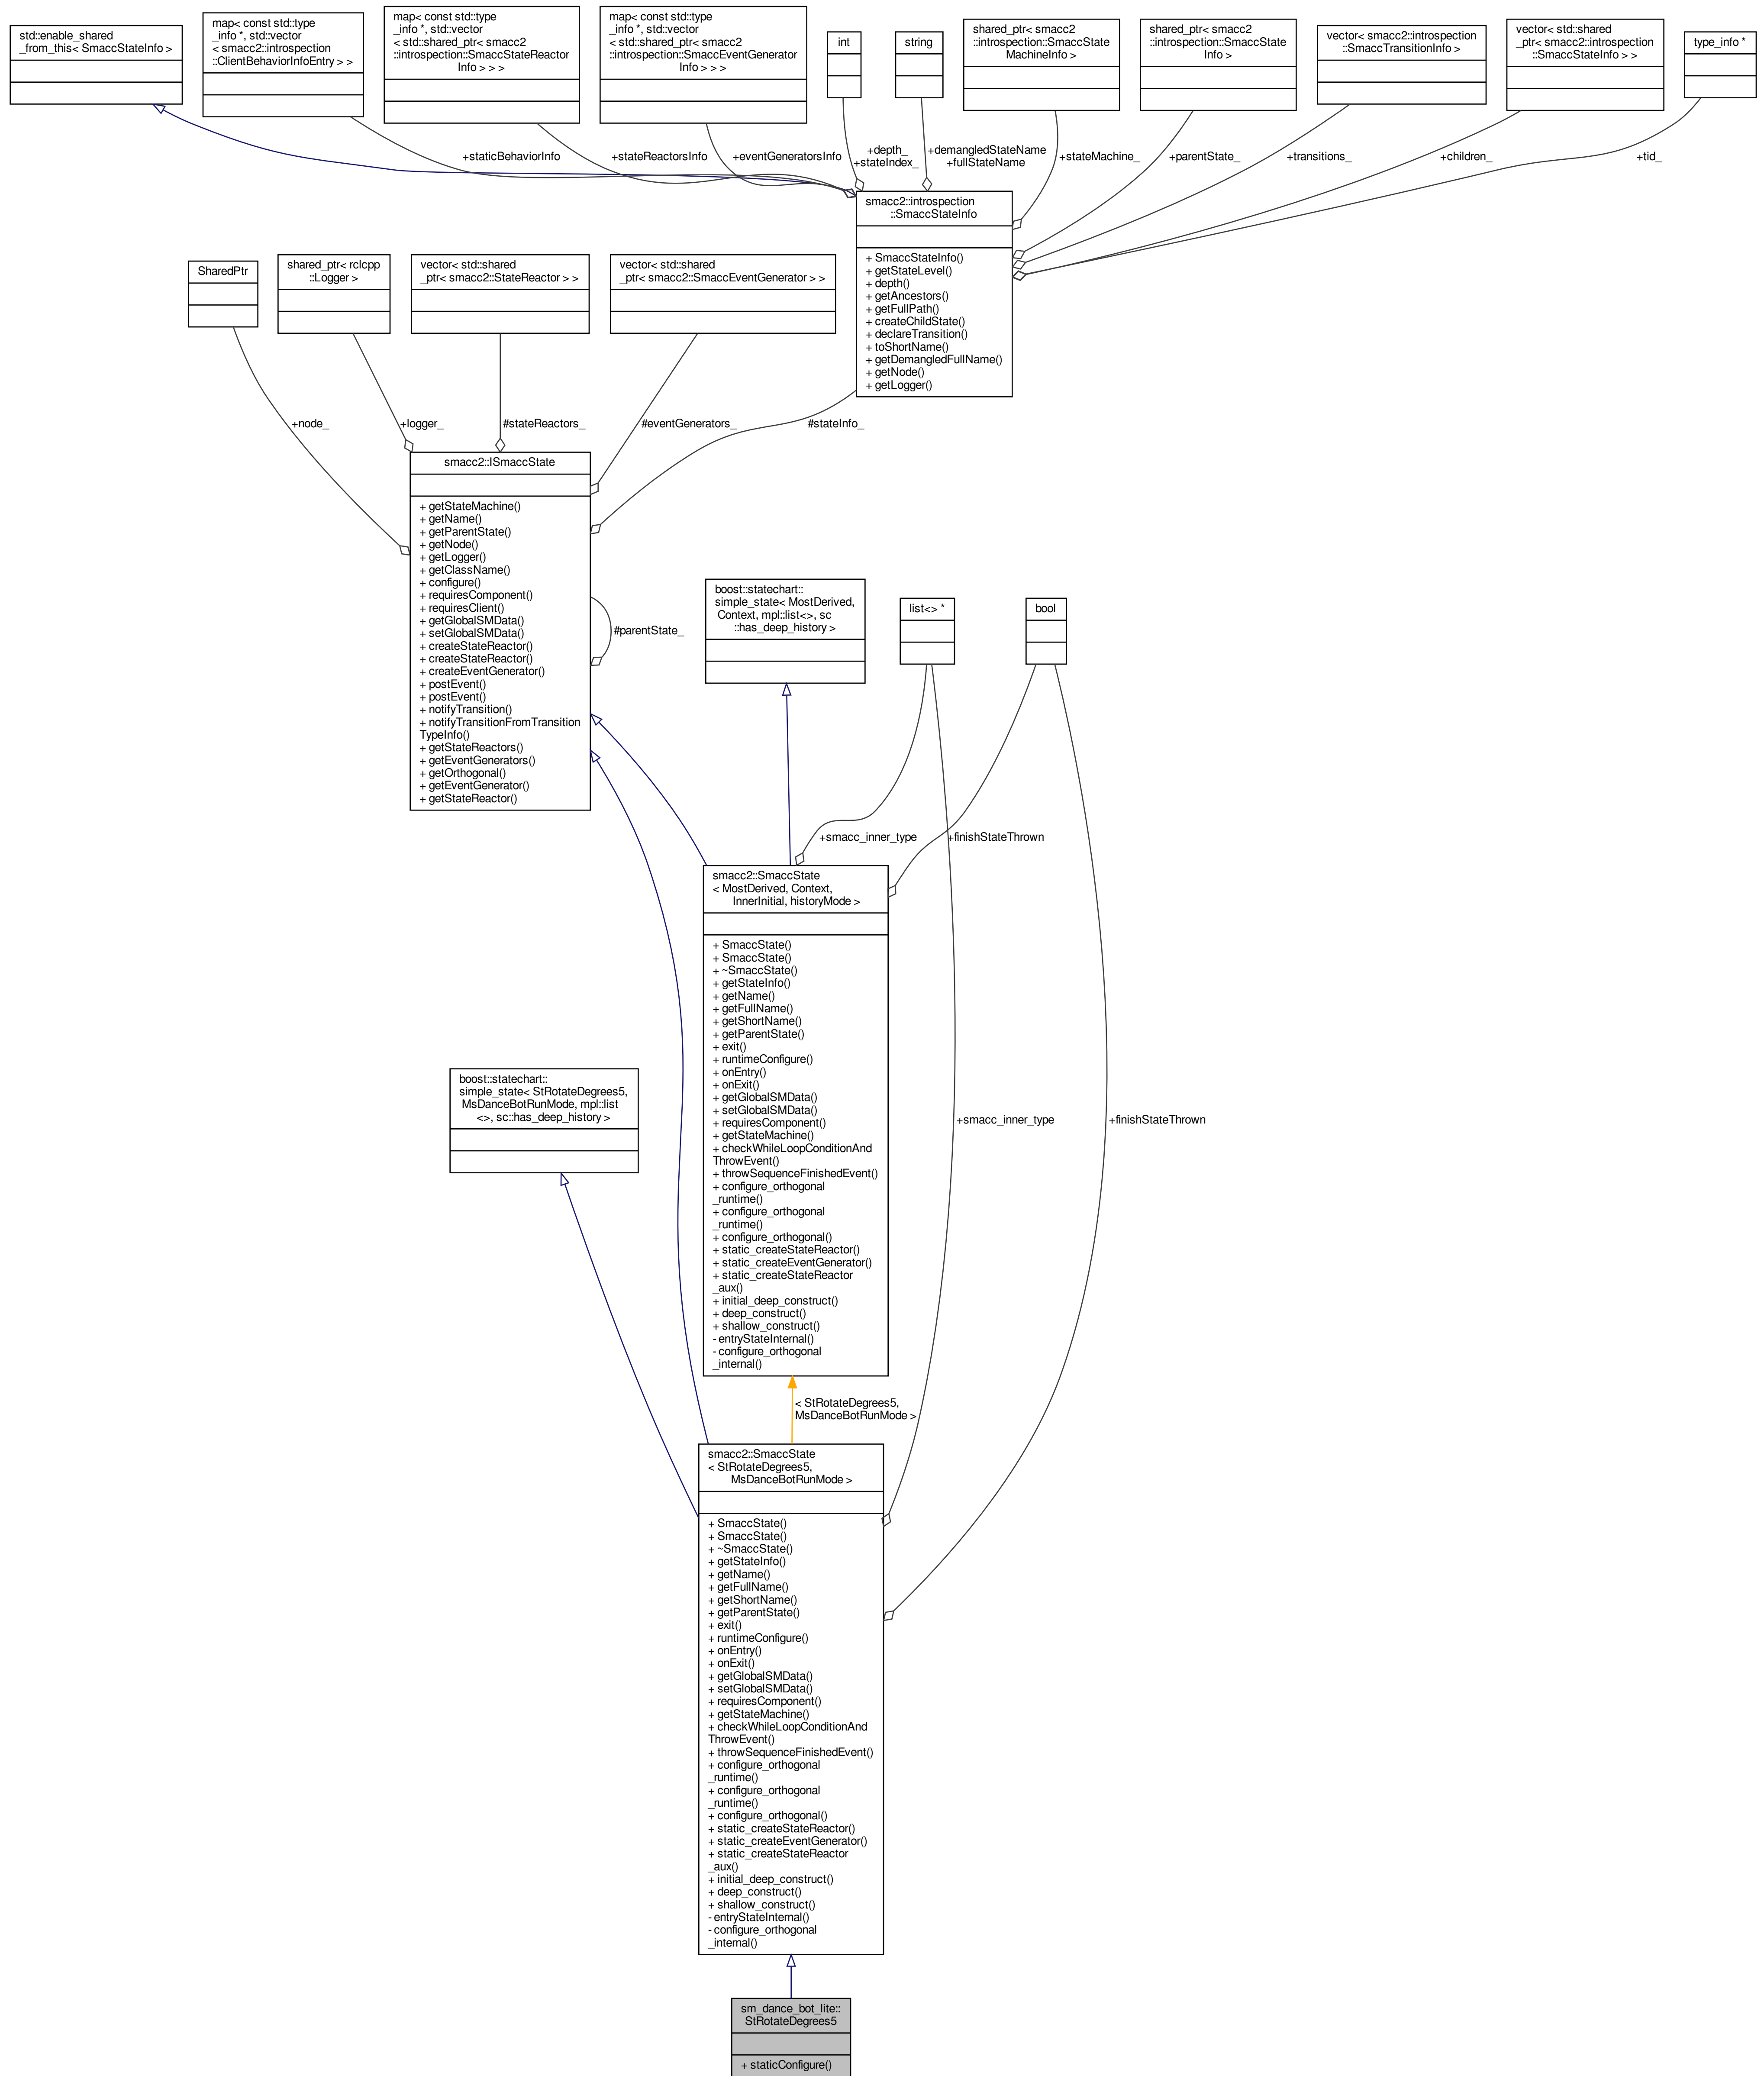 std::enable_shared
_from_this< SmaccStateInfo >
map< const std::type
_info *, std::vector
< smacc2::introspection
::ClientBehaviorInfoEntry > >
map< const std::type
_info *, std::vector
< std::shared_ptr< smacc2
::introspection::SmaccStateReactor
Info > > >
map< const std::type
_info *, std::vector
< std::shared_ptr< smacc2
::introspection::SmaccEventGenerator
Info > > >
int
string
shared_ptr< smacc2
::introspection::SmaccState
MachineInfo >
shared_ptr< smacc2
::introspection::SmaccState
Info >
vector< smacc2::introspection
::SmaccTransitionInfo >
vector< std::shared
_ptr< smacc2::introspection
::SmaccStateInfo > >
type_info *
+staticBehaviorInfo
+stateReactorsInfo
+eventGeneratorsInfo
+depth_
+stateIndex_
+demangledStateName
+fullStateName
+stateMachine_
+parentState_
+transitions_
+children_
+tid_
smacc2::introspection
::SmaccStateInfo
+ SmaccStateInfo()
+ getStateLevel()
+ depth()
+ getAncestors()
+ getFullPath()
+ createChildState()
+ declareTransition()
+ toShortName()
+ getDemangledFullName()
+ getNode()
+ getLogger()
SharedPtr
shared_ptr< rclcpp
::Logger >
vector< std::shared
_ptr< smacc2::StateReactor > >
vector< std::shared
_ptr< smacc2::SmaccEventGenerator > >
+node_
+logger_
#stateReactors_
#eventGenerators_
#stateInfo_
smacc2::ISmaccState
+ getStateMachine()
+ getName()
+ getParentState()
+ getNode()
+ getLogger()
+ getClassName()
+ configure()
+ requiresComponent()
+ requiresClient()
+ getGlobalSMData()
+ setGlobalSMData()
+ createStateReactor()
+ createStateReactor()
+ createEventGenerator()
+ postEvent()
+ postEvent()
+ notifyTransition()
+ notifyTransitionFromTransition
TypeInfo()
+ getStateReactors()
+ getEventGenerators()
+ getOrthogonal()
+ getEventGenerator()
+ getStateReactor()
#parentState_
boost::statechart::
simple_state< MostDerived,
Context, mpl::list<>, sc
::has_deep_history >
list<> *
bool
+smacc_inner_type
+finishStateThrown
smacc2::SmaccState
< MostDerived, Context,
InnerInitial, historyMode >
+ SmaccState()
+ SmaccState()
+ ~SmaccState()
+ getStateInfo()
+ getName()
+ getFullName()
+ getShortName()
+ getParentState()
+ exit()
+ runtimeConfigure()
+ onEntry()
+ onExit()
+ getGlobalSMData()
+ setGlobalSMData()
+ requiresComponent()
+ getStateMachine()
+ checkWhileLoopConditionAnd
ThrowEvent()
+ throwSequenceFinishedEvent()
+ configure_orthogonal
_runtime()
+ configure_orthogonal
_runtime()
+ configure_orthogonal()
+ static_createStateReactor()
+ static_createEventGenerator()
+ static_createStateReactor
_aux()
+ initial_deep_construct()
+ deep_construct()
+ shallow_construct()
- entryStateInternal()
- configure_orthogonal
_internal()
boost::statechart::
simple_state< StRotateDegrees5,
MsDanceBotRunMode, mpl::list
<>, sc::has_deep_history >
+smacc_inner_type
+finishStateThrown
< StRotateDegrees5,
MsDanceBotRunMode >
smacc2::SmaccState
< StRotateDegrees5,
MsDanceBotRunMode >
+ SmaccState()
+ SmaccState()
+ ~SmaccState()
+ getStateInfo()
+ getName()
+ getFullName()
+ getShortName()
+ getParentState()
+ exit()
+ runtimeConfigure()
+ onEntry()
+ onExit()
+ getGlobalSMData()
+ setGlobalSMData()
+ requiresComponent()
+ getStateMachine()
+ checkWhileLoopConditionAnd
ThrowEvent()
+ throwSequenceFinishedEvent()
+ configure_orthogonal
_runtime()
+ configure_orthogonal
_runtime()
+ configure_orthogonal()
+ static_createStateReactor()
+ static_createEventGenerator()
+ static_createStateReactor
_aux()
+ initial_deep_construct()
+ deep_construct()
+ shallow_construct()
- entryStateInternal()
- configure_orthogonal
_internal()
sm_dance_bot_lite::
StRotateDegrees5
+ staticConfigure()